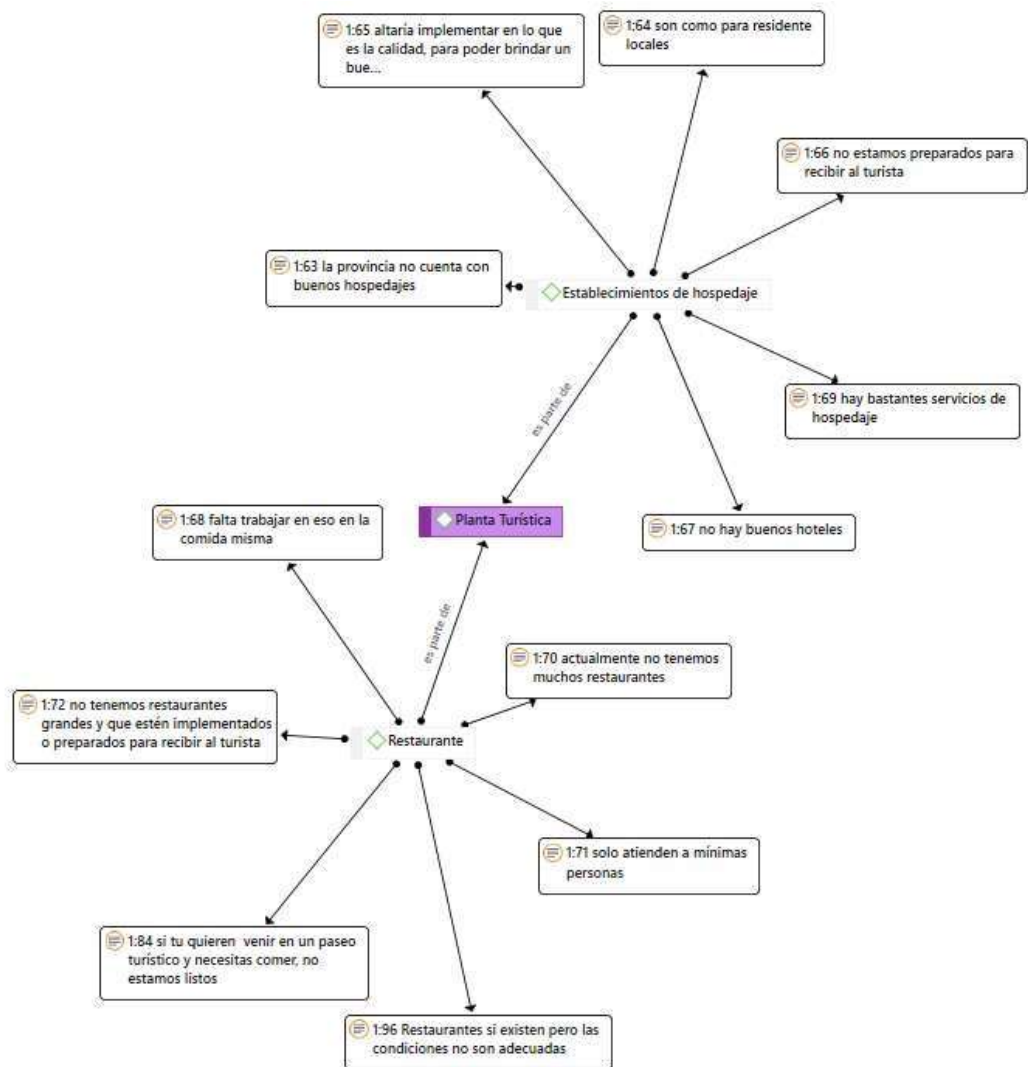 1:65 altaría implementar en lo que
es la calidad, para poder brindar un
bue...
1:64 son como para residente
locales
1:66 no estamos preparados para
recibir al turista
1:63 la provincia no cuenta con
buenos hospedajes
Establecimientos de hospedaje
1:69 hay bastantes servicios de
hospedaje
es parte de
1:68 falta trabajar en eso en la
comida misma
Planta Turística
1:67 no hay buenos hoteles
es parte de
1:70 actualmente no tenemos
muchos restaurantes
1:72 no tenemos restaurantes
grandes y que estén implementados
o preparados para recibir al turista
Restaurante
1:71 solo atienden a mínimas
personas
1:84 si tu quieren venir en un paseo
turístico y necesitas comer, no
estamos listos
1:96 Restaurantes si existen pero las
condiciones no son adecuadas